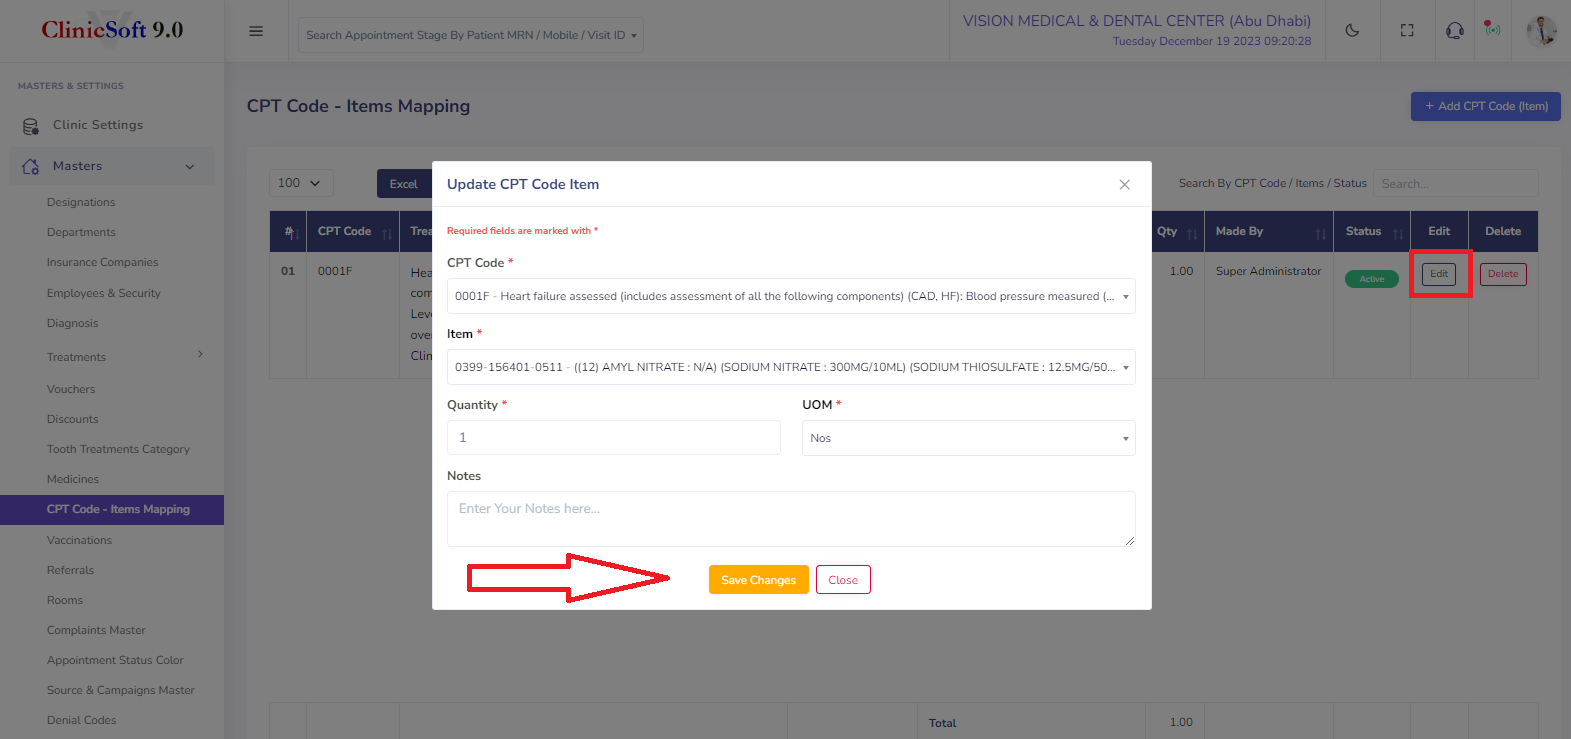 ClinicSoft 9.0
Search Appointment Stage By Patient MRN / Mobile / Visit ID
VISION MEDICAL & DENTAL CENTER (Abu Dhabi)
Tuesday December 19 2023 09:20:28
MASTERS & SETTINGS
Clinic Settings
Masters
Designations
Departments
Insurance Companies
Employees & Security
Diagnosis
Treatments
Vouchers
Discounts
Tooth Treatments Category
Medicines
CPT Code - Items Mapping
Vaccinations
Referrals
Rooms
Complaints Master
Appointment Status Color
Source & Campaigns Master
Denial Codes
CPT Code - Items Mapping
+ Add CPT Code (Item)
100
Excel
Search By CPT Code / Items / Status
Search...
# CPT Code Trea Qty Made By Status Edit Delete
01 0001F Hea 1.00 Super Administrator Active Edit Delete
com
Leve
over
Clin
Total 1.00
Update CPT Code Item
Required fields are marked with *
CPT Code *
0001F - Heart failure assessed (includes assessment of all the following components) (CAD, HF): Blood pressure measured (...
Item *
0399-156401-0511 - ((12) AMYL NITRATE : N/A) (SODIUM NITRATE : 300MG/10ML) (SODIUM THIOSULFATE : 12.5MG/50...
Quantity * UOM *
1 Nos
Notes
Enter Your Notes here...
Save Changes Close